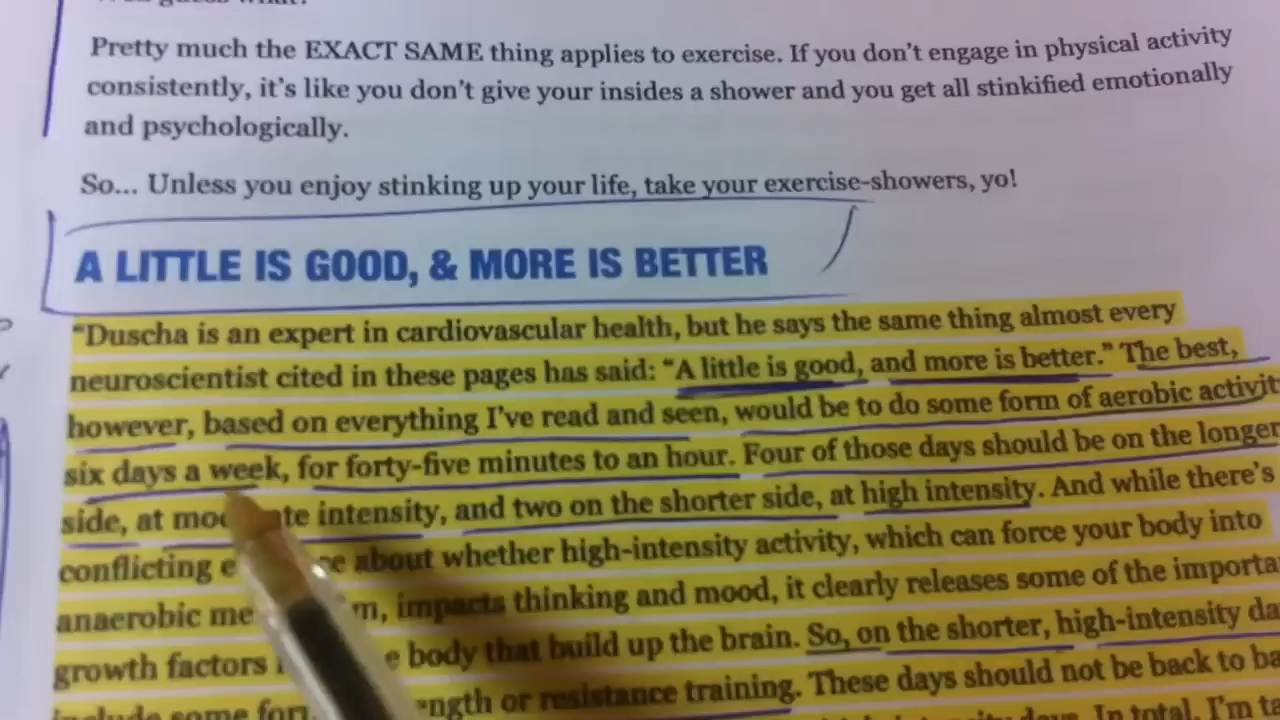 what?
Pretty much the EXACT SAME thing applies to exercise. If you don't engage in physical activity
consistently, it's like you don't give your insides a shower and you get all stinkified emotionally
and psychologically.
So... Unless you enjoy stinking up your life, take your exercise-showers, yo!
A LITTLE IS GOOD, & MORE IS BETTER
“Duscha is an expert in cardiovascular health, but he says the same thing almost every
neuroscientist cited in these pages has said: “A little is good, and more is better.” The best,
however, based on everything I've read and seen, would be to do some form of aerobic activit
six days a week, for forty-five minutes to an hour. Four of those days should be on the longer
side, at intensity, and two on the shorter side, at high intensity. And while there's
conflicting about whether high-intensity activity, which can force your body into
anaerobic impacts thinking and mood, it clearly releases some of the importa
growth factors body that build up the brain. So, on the shorter, high-intensity da
include some or resistance training. These days should not be back to ba
days. In total, I'm ta